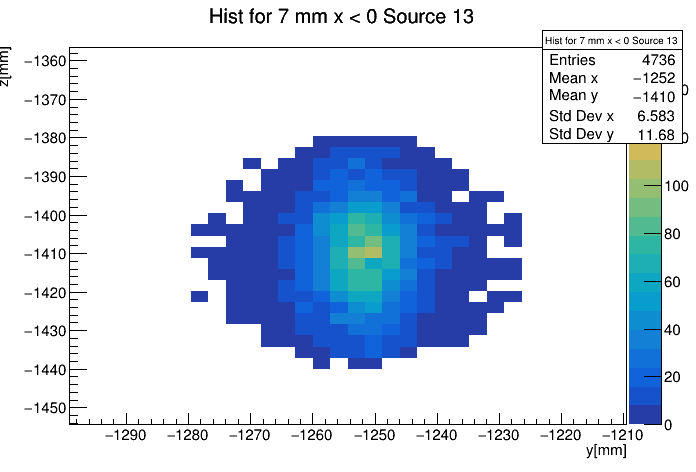 Hist for 7 mm x < 0 Source 13
Hist for 7 mm x < 0 Source 13
Entries 4736
Mean x −1252
Mean y −1410
Std Dev x 6.583
Std Dev y 11.68
z[mm]
−1360
−1370
−1380
−1390
−1400
−1410
−1420
−1430
−1440
−1450
−1290
−1280
−1270
−1260
−1250
−1240
−1230
−1220
−1210
y[mm]
100
80
60
40
20
0